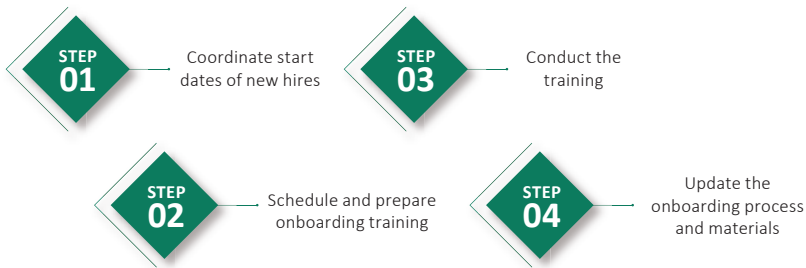 STEP
01
Coordinate start
dates of new hires
STEP
02
Schedule and prepare
onboarding training
STEP
03
Conduct the
training
STEP
04
Update the
onboarding process
and materials